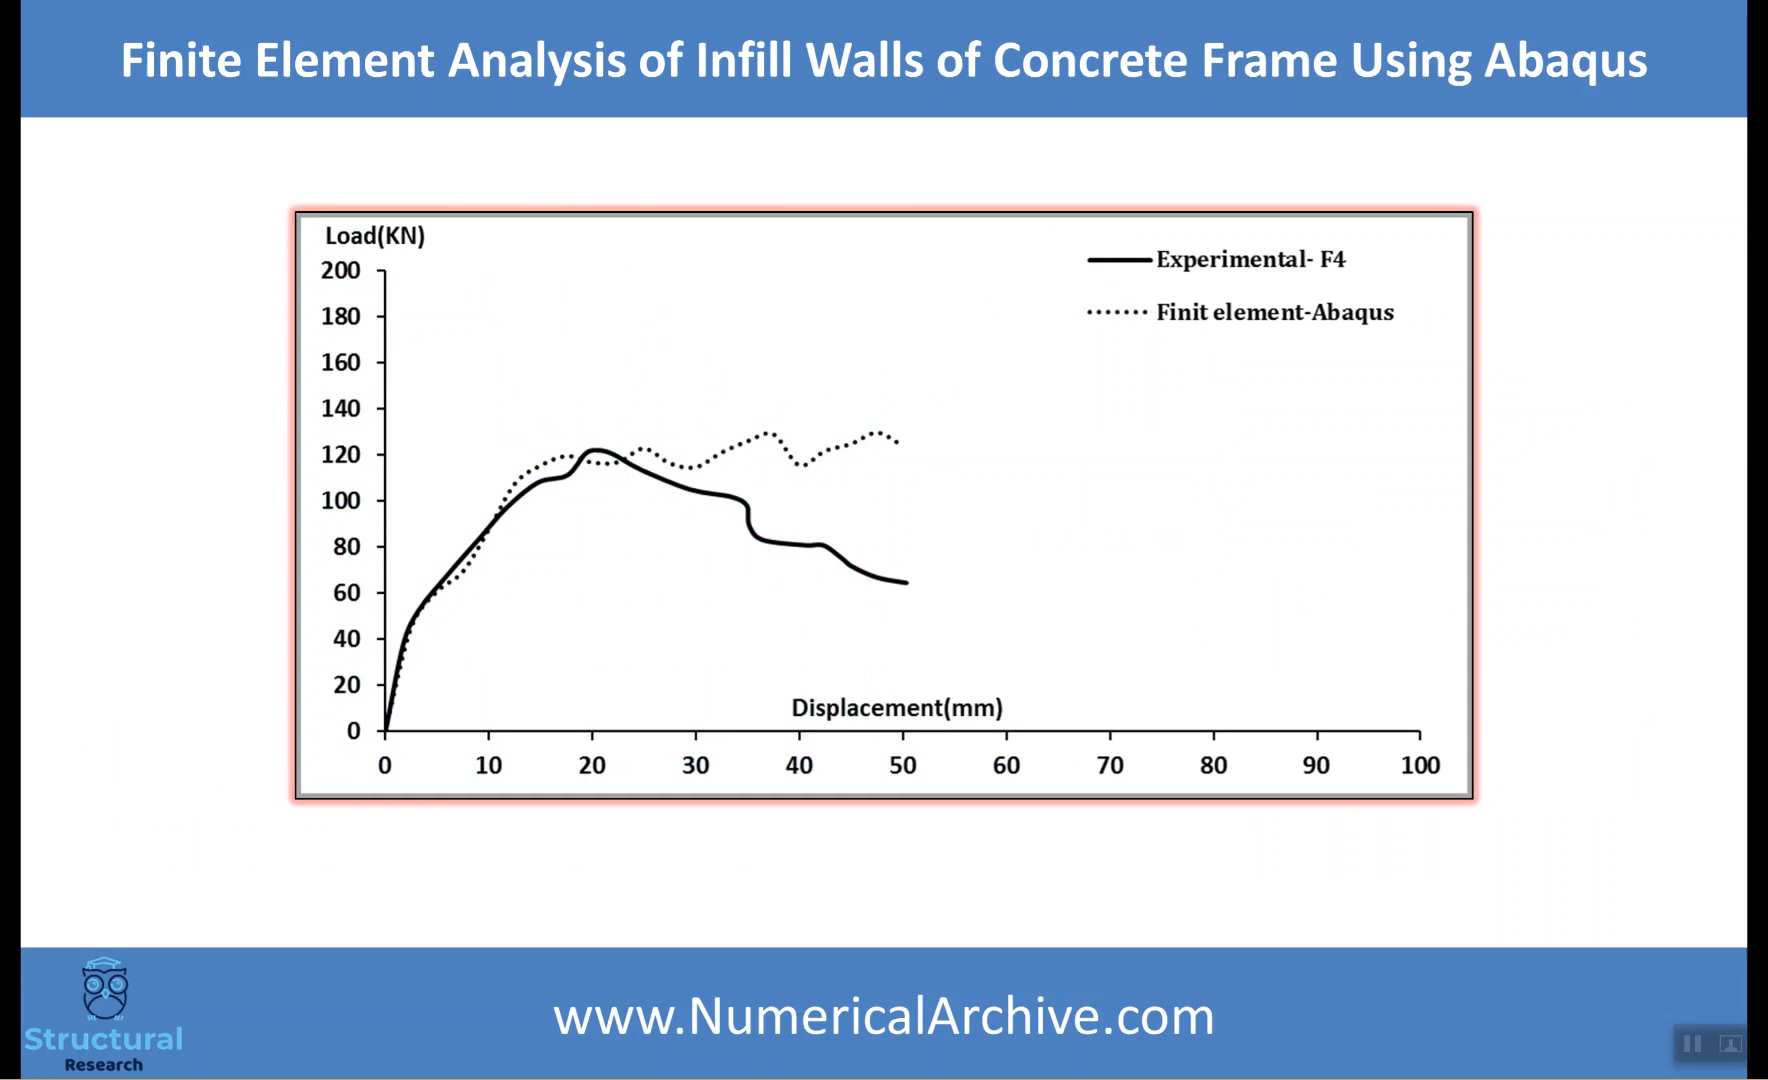 Finite Element Analysis of Infill Walls of Concrete Frame Using Abaqus
Load(KN)
Experimental- F4
Finit element-Abaqus
200
180
160
140
120
100
80
60
40
20
0
Displacement(mm)
0 10 20 30 40 50 60 70 80 90 100
www.NumericalArchive.com
Structural
Research